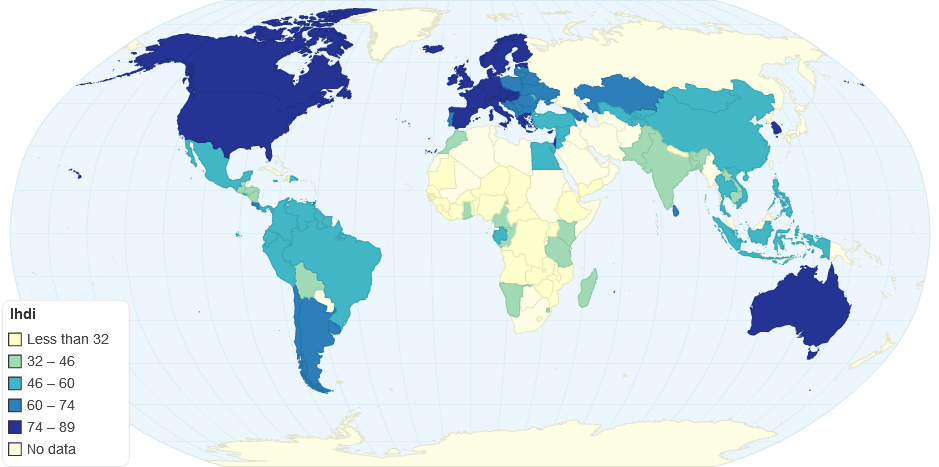 Ihdi
Less than 32
32 – 46
46 – 60
60 – 74
74 – 89
No data